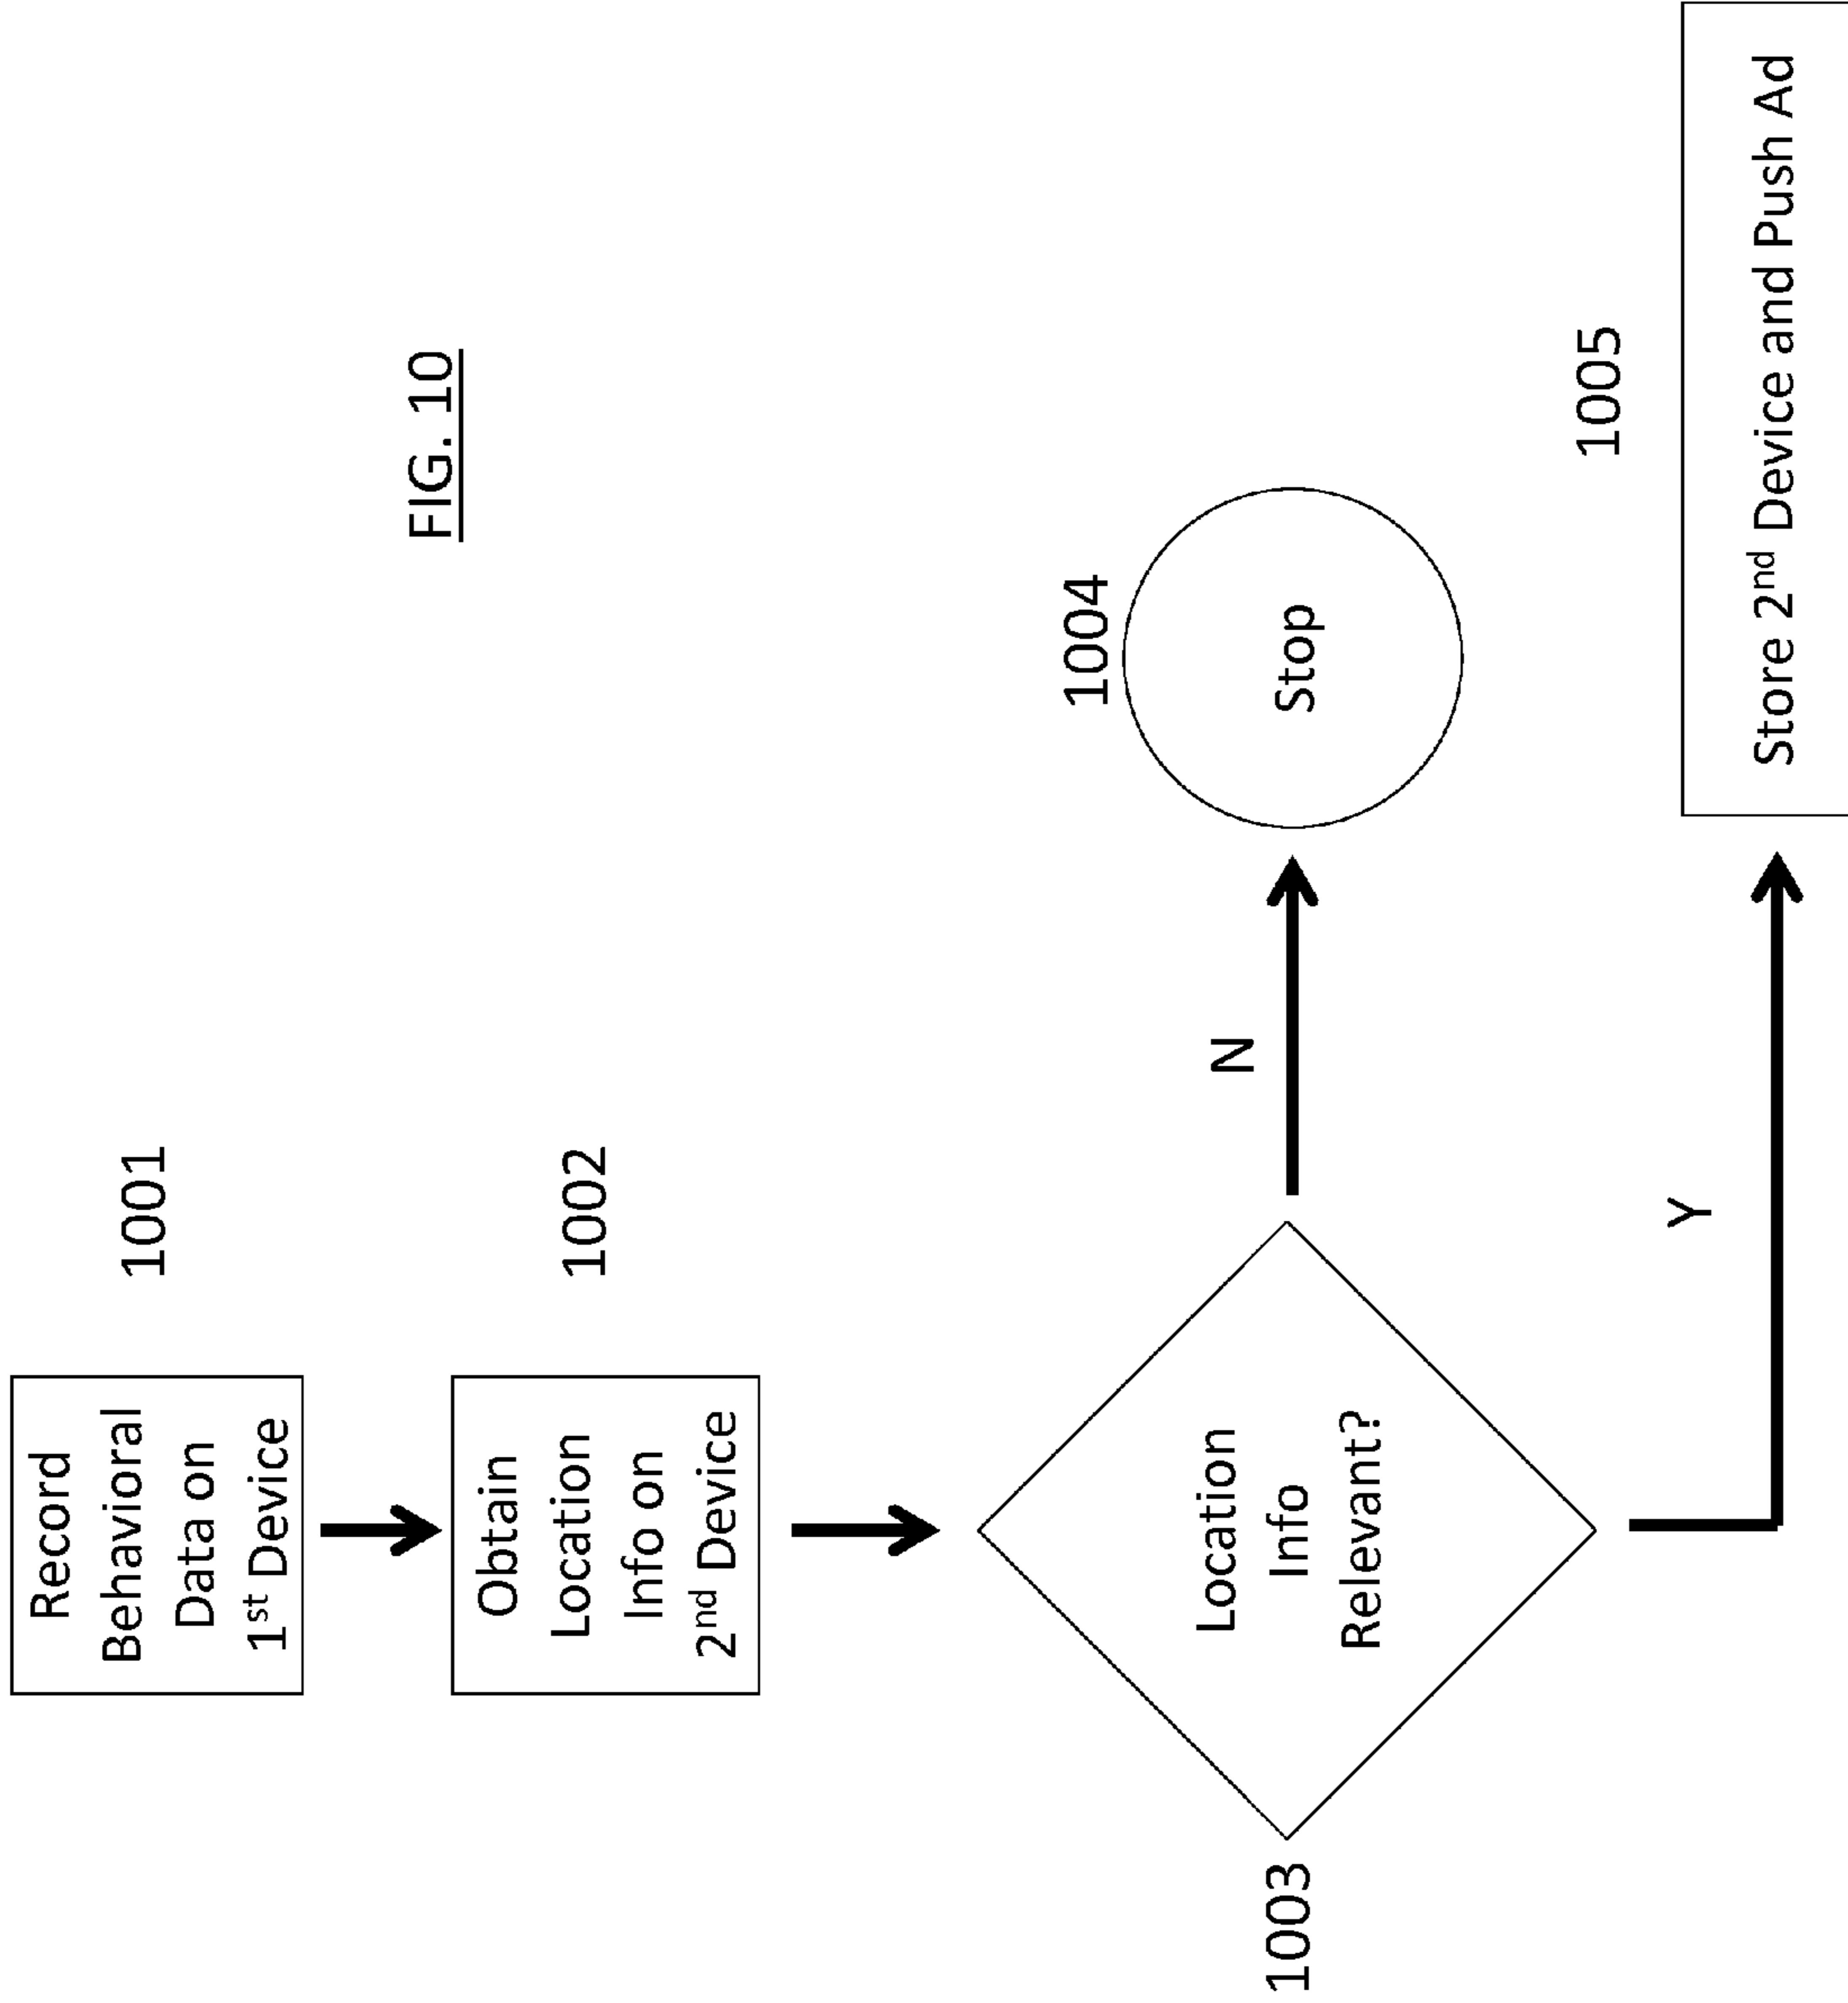 FIG. 10
Record
Behavioral
Data on
1st Device
1001
Obtain
Location
Info on
2nd Device
1002
1003
Location
Info
Relevant?
N
1004
Stop
Y
1005
Store 2nd Device and Push Ad